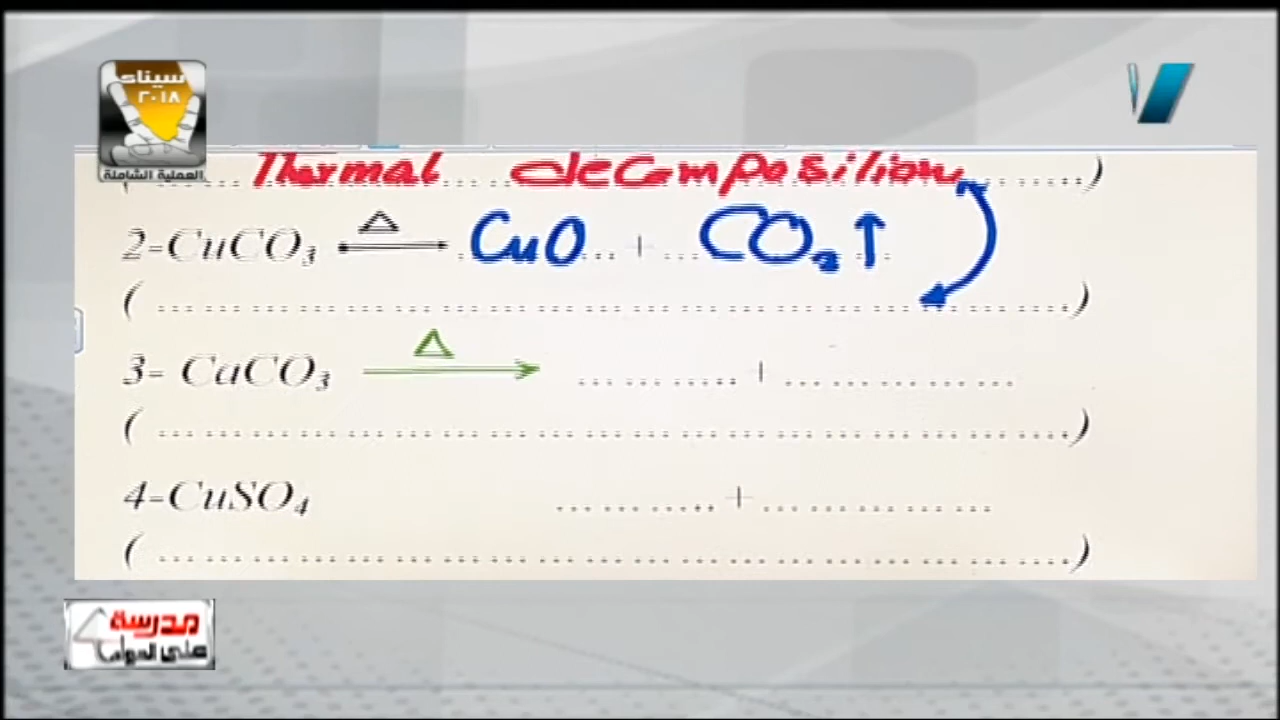 سيناء
٢٠١٨
العملية الشاملة
(... Thermal decomposition ...)
2-CuCO₃ Δ CuO .. + ... CO₂ ↑
(........................................................)
3- CaCO₃ Δ → ............ + ..................
(........................................................)
4-CuSO₄ ............ + ..................
(........................................................)
مدرسة
على الهواء